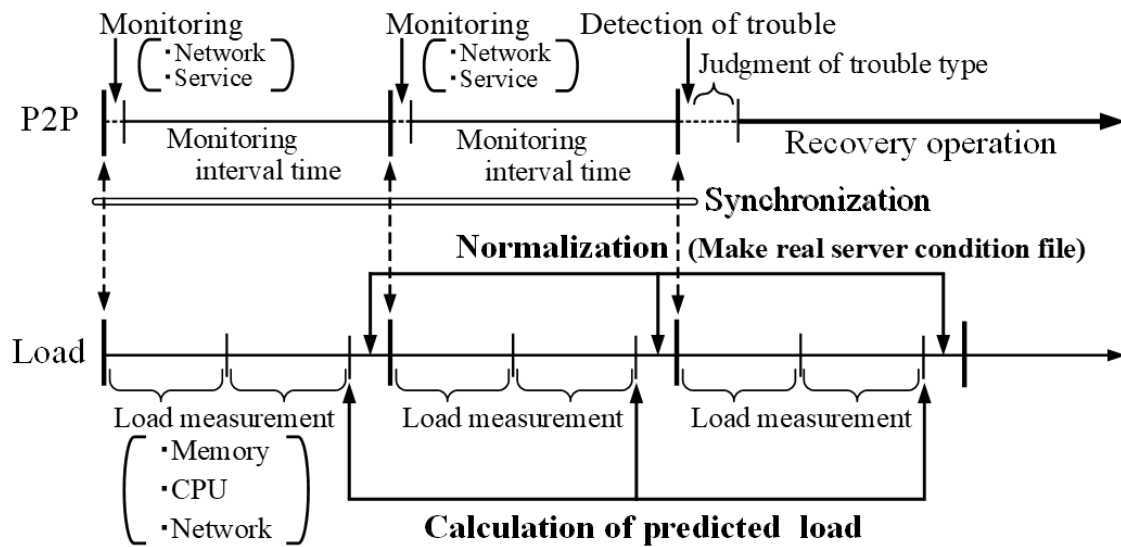 Monitoring
・Network
・Service
Monitoring
・Network
・Service
Detection of trouble
Judgment of trouble type
P2P
Monitoring
interval time
Monitoring
interval time
Recovery operation
Synchronization
Normalization (Make real server condition file)
Load
Load measurement
Load measurement
Load measurement
・Memory
・CPU
・Network
Calculation of predicted load